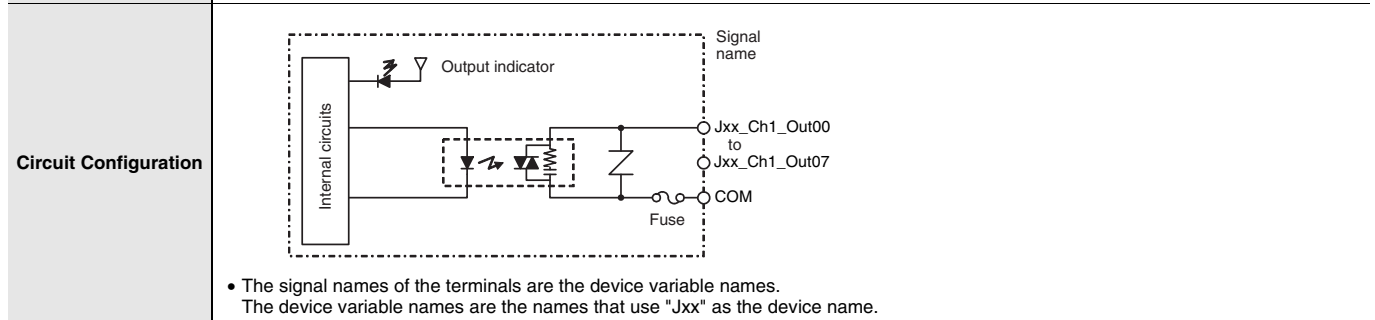 Circuit Configuration
Signal
name
Output indicator
Internal circuits
Jxx_Ch1_Out00
to
Jxx_Ch1_Out07
COM
Fuse
• The signal names of the terminals are the device variable names.
The device variable names are the names that use "Jxx" as the device name.